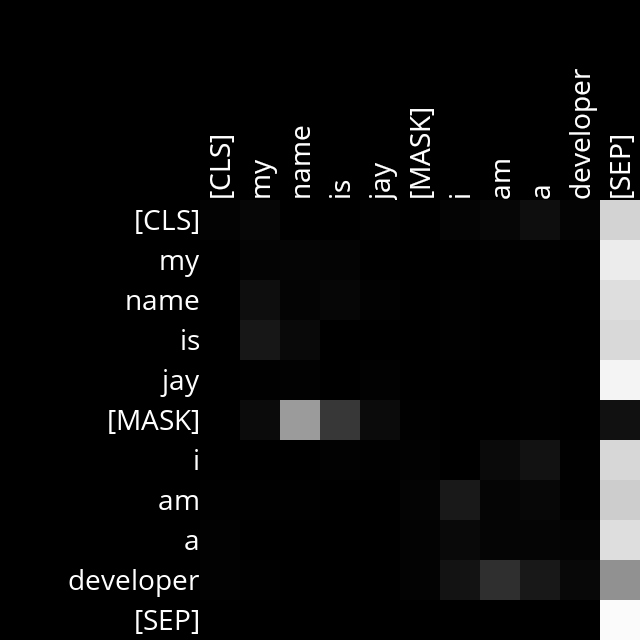 [CLS]
my
name
is
jay
[MASK]
i
am
a
developer
[SEP]
[CLS]
my
name
is
jay
[MASK]
i
am
a
developer
[SEP]